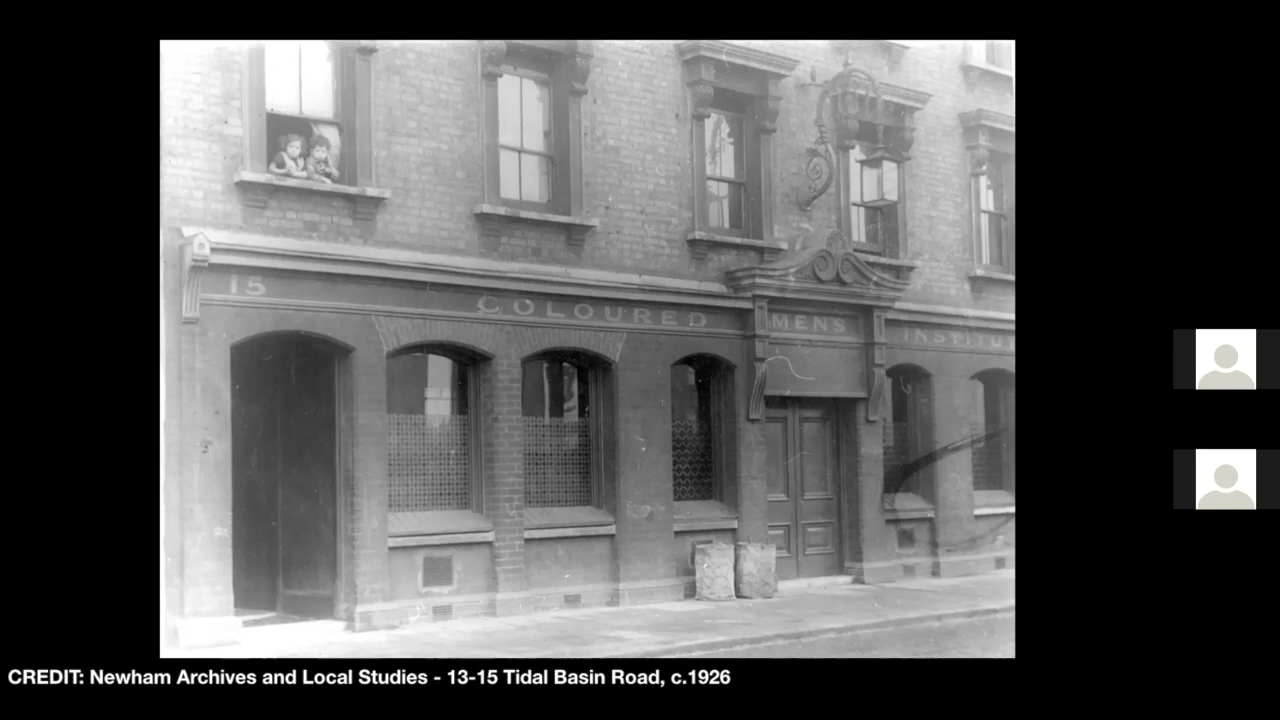 15 COLOURED MENS INSTITU
CREDIT: Newham Archives and Local Studies - 13-15 Tidal Basin Road, c.1926